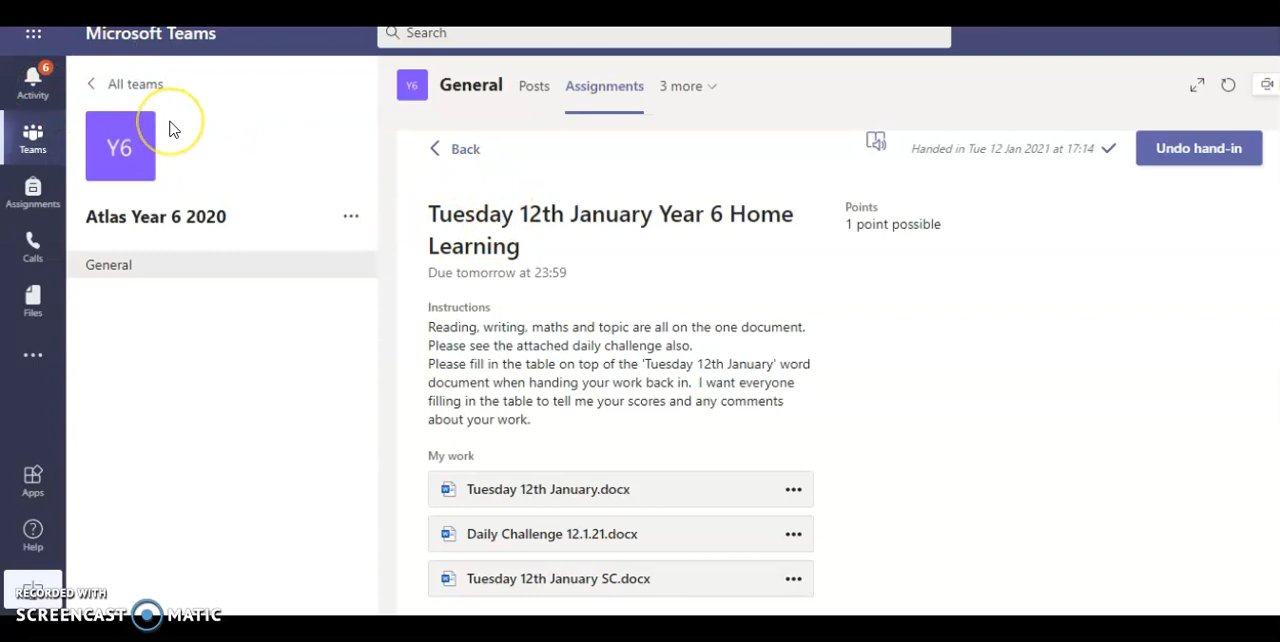 Microsoft Teams
Search
6
Activity
Teams
Assignments
Calls
Files
Apps
Help
All teams
Y6
Atlas Year 6 2020
General
Y6
General
Posts
Assignments
3 more
Back
Handed in Tue 12 Jan 2021 at 17:14
Undo hand-in
Tuesday 12th January Year 6 Home
Learning
Due tomorrow at 23:59
Points
1 point possible
Instructions
Reading, writing, maths and topic are all on the one document.
Please see the attached daily challenge also.
Please fill in the table on top of the 'Tuesday 12th January' word
document when handing your work back in. I want everyone
filling in the table to tell me your scores and any comments
about your work.
My work
Tuesday 12th January.docx
Daily Challenge 12.1.21.docx
Tuesday 12th January SC.docx
RECORDED WITH
SCREENCAST MATIC